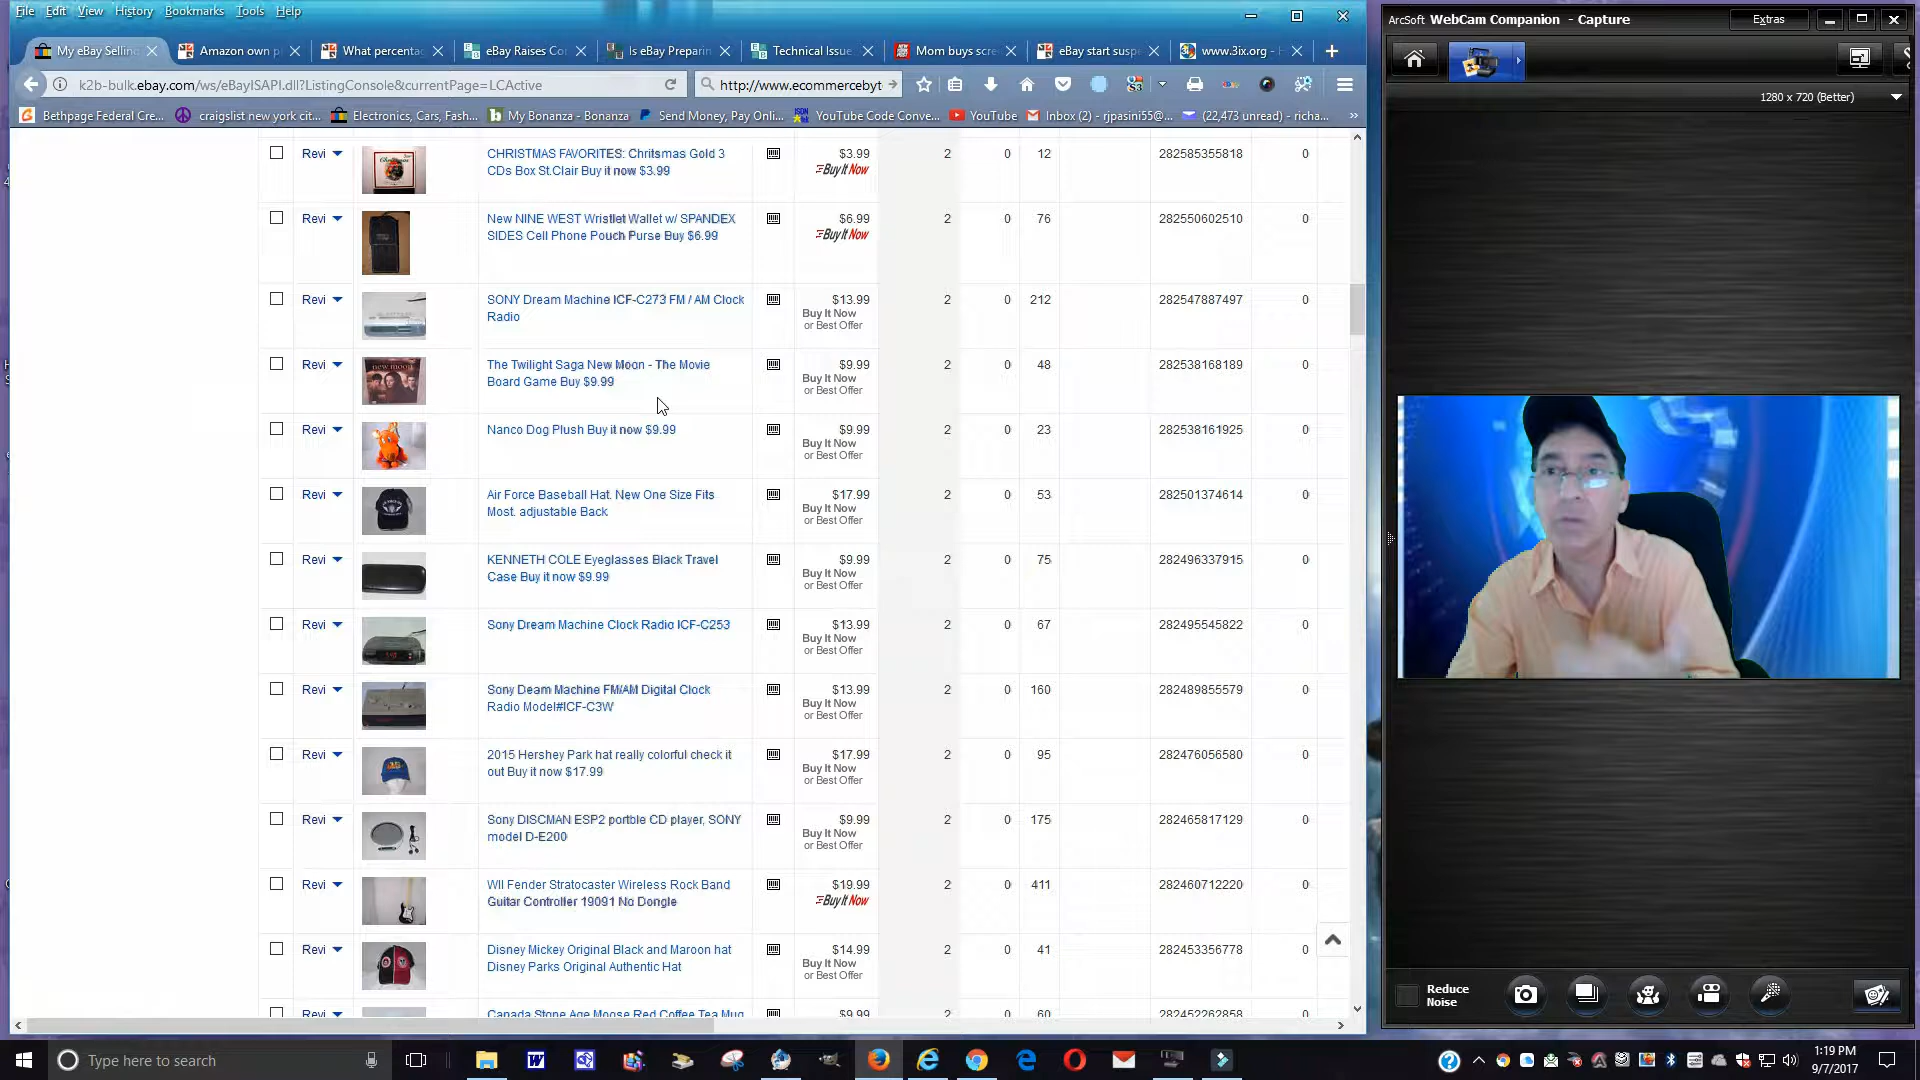 File Edit View History Bookmarks Tools Help
My eBay Selling
Amazon own p
What percenta
eBay Raises Co
Is eBay Preparin
Technical Issue
Mom buys scre
eBay start susp
www.3ix.org - H
k2b-bulk.ebay.com/ws/eBayISAPI.dll?ListingConsole&currentPage=LCActive
http://www.ecommercebyt
Bethpage Federal Cre...
craigslist new york cit...
Electronics, Cars, Fash...
My Bonanza - Bonanza
Send Money, Pay Onli...
YouTube Code Conve...
YouTube
Inbox (2) - rjpasini55@...
(22,473 unread) - richa...
Revi CHRISTMAS FAVORITES: Chritsmas Gold 3 $3.99 2 0 12 282585355818 0
CDs Box St.Clair Buy it now $3.99 Buy It Now
Revi New NINE WEST Wristlet Wallet w/ SPANDEX $6.99 2 0 76 282550602510 0
SIDES Cell Phone Pouch Purse Buy $6.99 Buy It Now
Revi SONY Dream Machine ICF-C273 FM / AM Clock $13.99 2 0 212 282547887497 0
Radio Buy It Now
or Best Offer
Revi The Twilight Saga New Moon - The Movie $9.99 2 0 48 282538168189 0
Board Game Buy $9.99 Buy It Now
or Best Offer
Revi Nanco Dog Plush Buy it now $9.99 $9.99 2 0 23 282538161925 0
Buy It Now
or Best Offer
Revi Air Force Baseball Hat. New One Size Fits $17.99 2 0 53 282501374614 0
Most. adjustable Back Buy It Now
or Best Offer
Revi KENNETH COLE Eyeglasses Black Travel $9.99 2 0 75 282496337915 0
Case Buy it now $9.99 Buy It Now
or Best Offer
Revi Sony Dream Machine Clock Radio ICF-C253 $13.99 2 0 67 282495545822 0
Buy It Now
or Best Offer
Revi Sony Deam Machine FM/AM Digital Clock $13.99 2 0 160 282489855579 0
Radio Model#ICF-C3W Buy It Now
or Best Offer
Revi 2015 Hershey Park hat really colorful check it $17.99 2 0 95 282476056580 0
out Buy it now $17.99 Buy It Now
or Best Offer
Revi Sony DISCMAN ESP2 portble CD player, SONY $9.99 2 0 175 282465817129 0
model D-E200 Buy It Now
or Best Offer
Revi WII Fender Stratocaster Wireless Rock Band $19.99 2 0 411 282460712220 0
Guitar Controller 19091 No Dongle Buy It Now
Revi Disney Mickey Original Black and Maroon hat $14.99 2 0 41 282453356778 0
Disney Parks Original Authentic Hat Buy It Now
or Best Offer
Canada Stone Age Moose Red Coffee Tea Mug $9.99 2 0 60 282452262858 0
ArcSoft WebCam Companion - Capture
Extras
1280 x 720 (Better)
new moon
Reduce
Noise
Type here to search
1:19 PM
9/7/2017